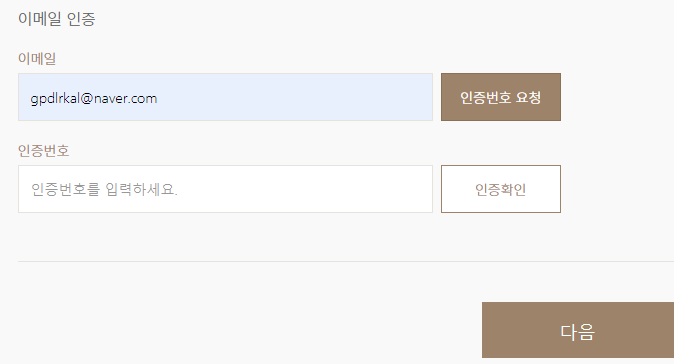 이메일 인증
이메일
gpdlrkal@naver.com
인증번호 요청
인증번호
인증번호를 입력하세요.
인증확인
다음